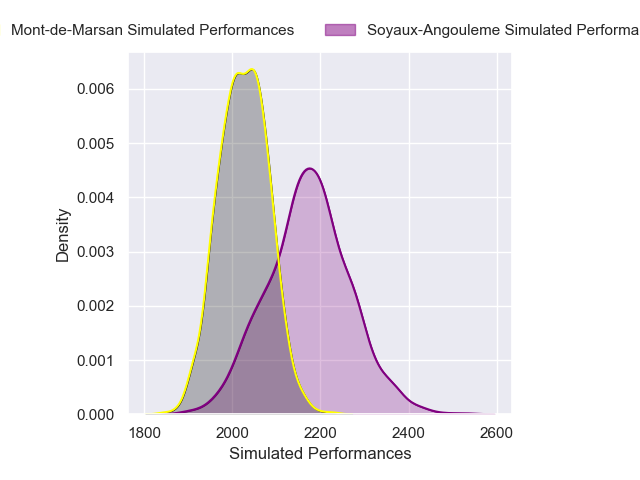 Mont-de-Marsan Simulated Performances Soyaux-Angouleme Simulated Performa
0.006
0.005
0.004
0.003
0.002
0.001
0.000
Density
1800 2000 2200 2400 2600
Simulated Performances